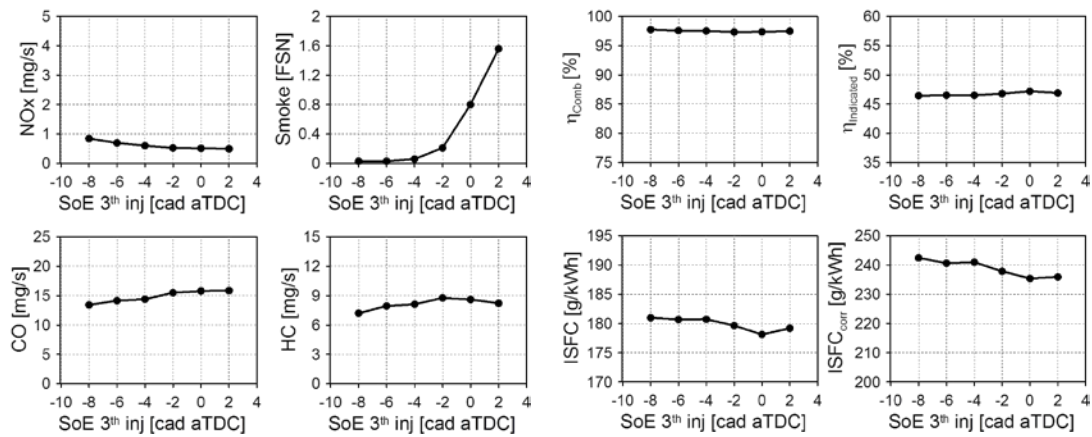 NOx [mg/s]
5
4
3
2
1
0
-10 -8 -6 -4 -2 0 2 4
SoE 3th inj [cad aTDC]
Smoke [FSN]
2
1.6
1.2
0.8
0.4
0
-10 -8 -6 -4 -2 0 2 4
SoE 3th inj [cad aTDC]
ηComb [%]
100
95
90
85
80
75
-10 -8 -6 -4 -2 0 2 4
SoE 3th inj [cad aTDC]
ηIndicated [%]
60
55
50
45
40
35
-10 -8 -6 -4 -2 0 2 4
SoE 3th inj [cad aTDC]
CO [mg/s]
25
20
15
10
5
0
-10 -8 -6 -4 -2 0 2 4
SoE 3th inj [cad aTDC]
HC [mg/s]
15
12
9
6
3
0
-10 -8 -6 -4 -2 0 2 4
SoE 3th inj [cad aTDC]
ISFC [g/kWh]
195
190
185
180
175
170
-10 -8 -6 -4 -2 0 2 4
SoE 3th inj [cad aTDC]
ISFCcorr [g/kWh]
250
240
230
220
210
200
-10 -8 -6 -4 -2 0 2 4
SoE 3th inj [cad aTDC]